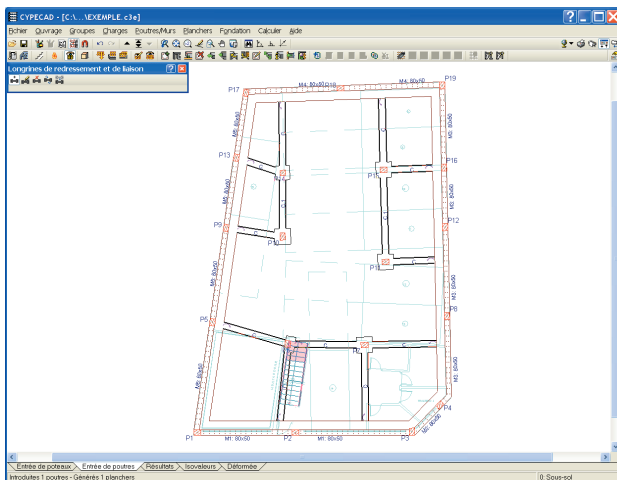 CYPECAD - [C:\...\EXEMPLE.c3e]
Fichier Ouvrage Groupes Charges Poutres/Murs Planchers Fondation Calculer Aide
Longrines de redressement et de liaison
P17
M4: 80x50
P18
M4: 80x50
P19
P13
P16
P15
P9
P10
P12
P11
P5
P8
P7
P4
P1
M1: 80x50
P2
M1: 80x50
P3
Entrée de poteaux
Entrée de poutres
Résultats
Isovaleurs
Déformée
Introduites 1 poutres - Générés 1 planchers
0: Sous-sol